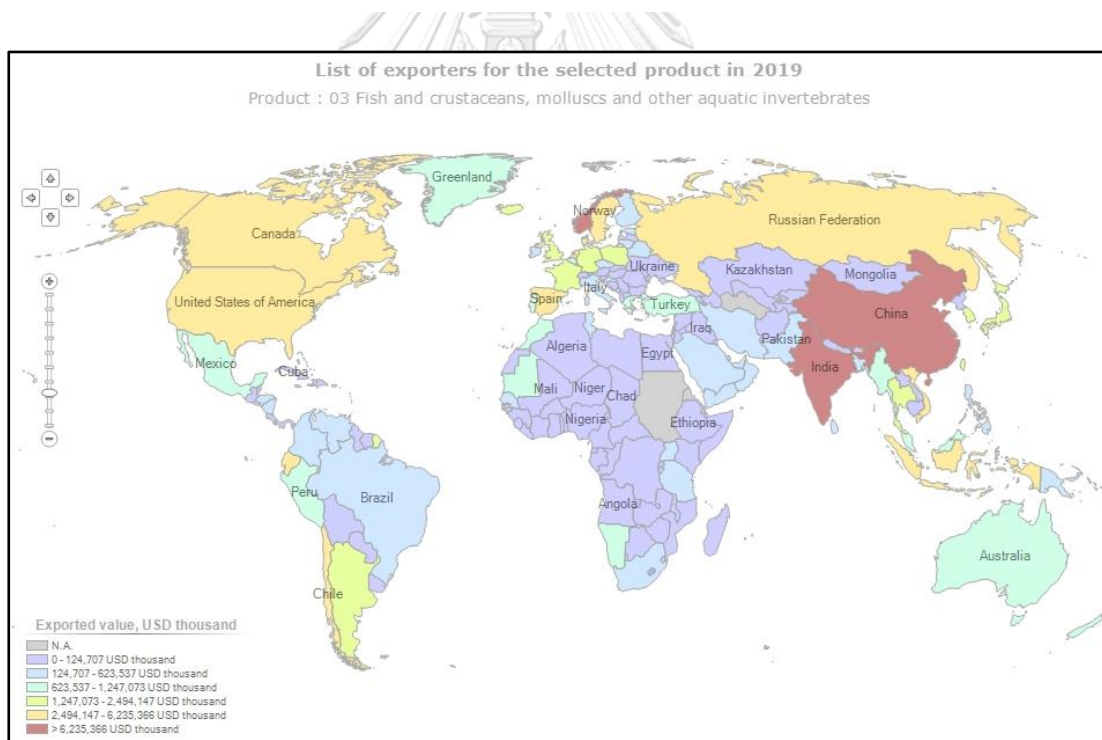 List of exporters for the selected product in 2019
Product : 03 Fish and crustaceans, molluscs and other aquatic invertebrates
Greenland
Norway
Russian Federation
Canada
Ukraine
Kazakhstan
Mongolia
United States of America
Spain
Italy
Turkey
China
Iraq
Pakistan
Mexico
Algeria
Egypt
India
Cuba
Mali
Niger
Chad
Nigeria
Ethiopia
Peru
Brazil
Angola
Australia
Chile
Exported value, USD thousand
N.A.
0 - 124,707 USD thousand
124,707 - 623,537 USD thousand
623,537 - 1,247,073 USD thousand
1,247,073 - 2,494,147 USD thousand
2,494,147 - 6,235,366 USD thousand
> 6,235,366 USD thousand